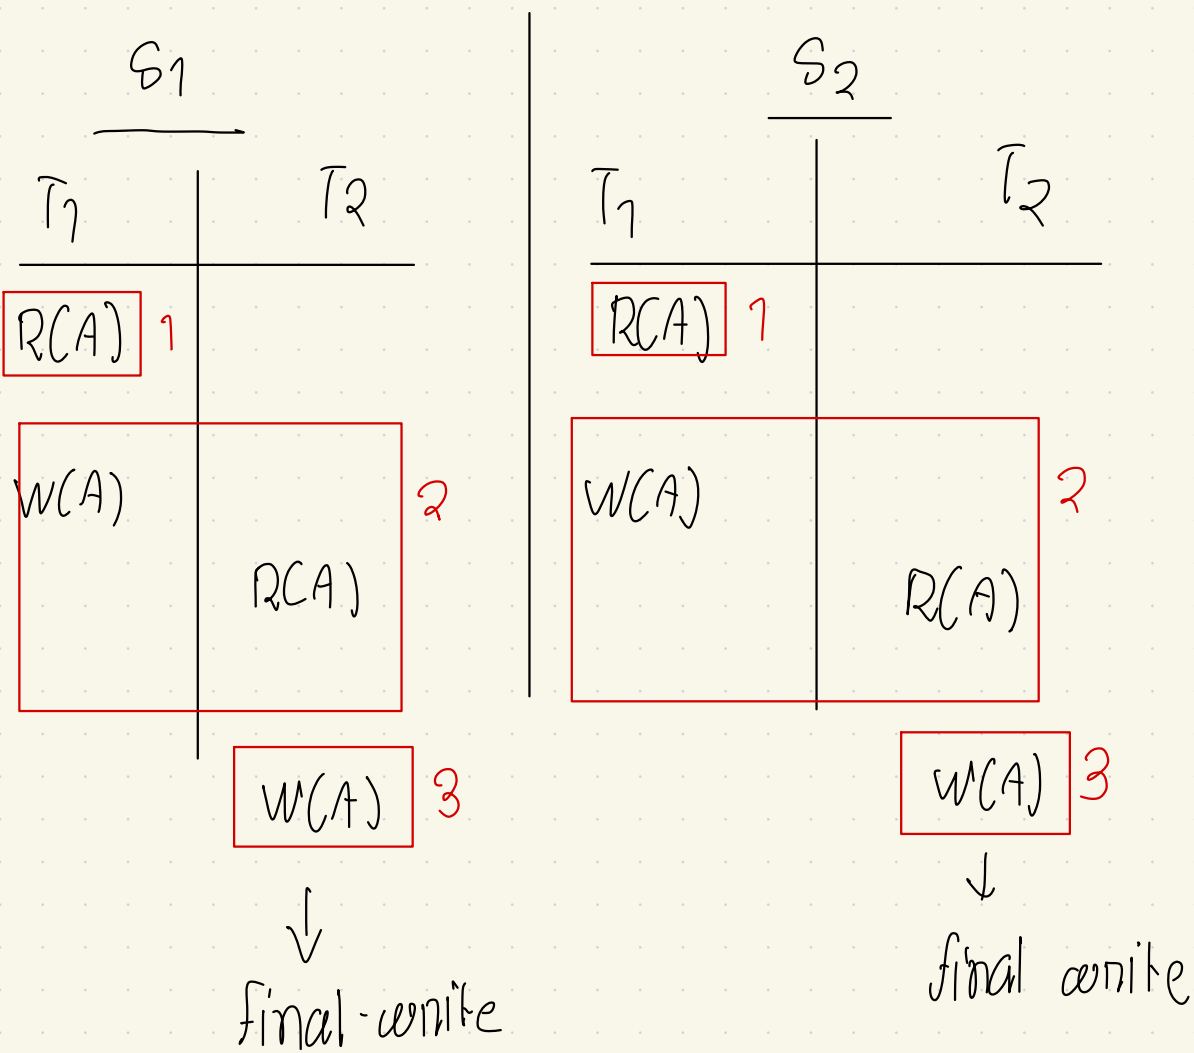 S1
T1 T2
R(A) 1
W(A) 2
R(A)
W(A) 3
↓
final-write
S2
T1 T2
R(A) 1
W(A) 2
R(A)
W(A) 3
↓
final write